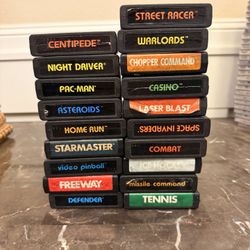 STREET RACER
CENTIPEDE
WARLORDS
NIGHT DRIVER
CHOPPER COMMAND
PAC-MAN
CASINO
ASTEROIDS
LASER BLAST
HOME RUN
SPACE INVADERS
STARMASTER
COMBAT
video pinball
FREEWAY
missile command
DEFENDER
TENNIS